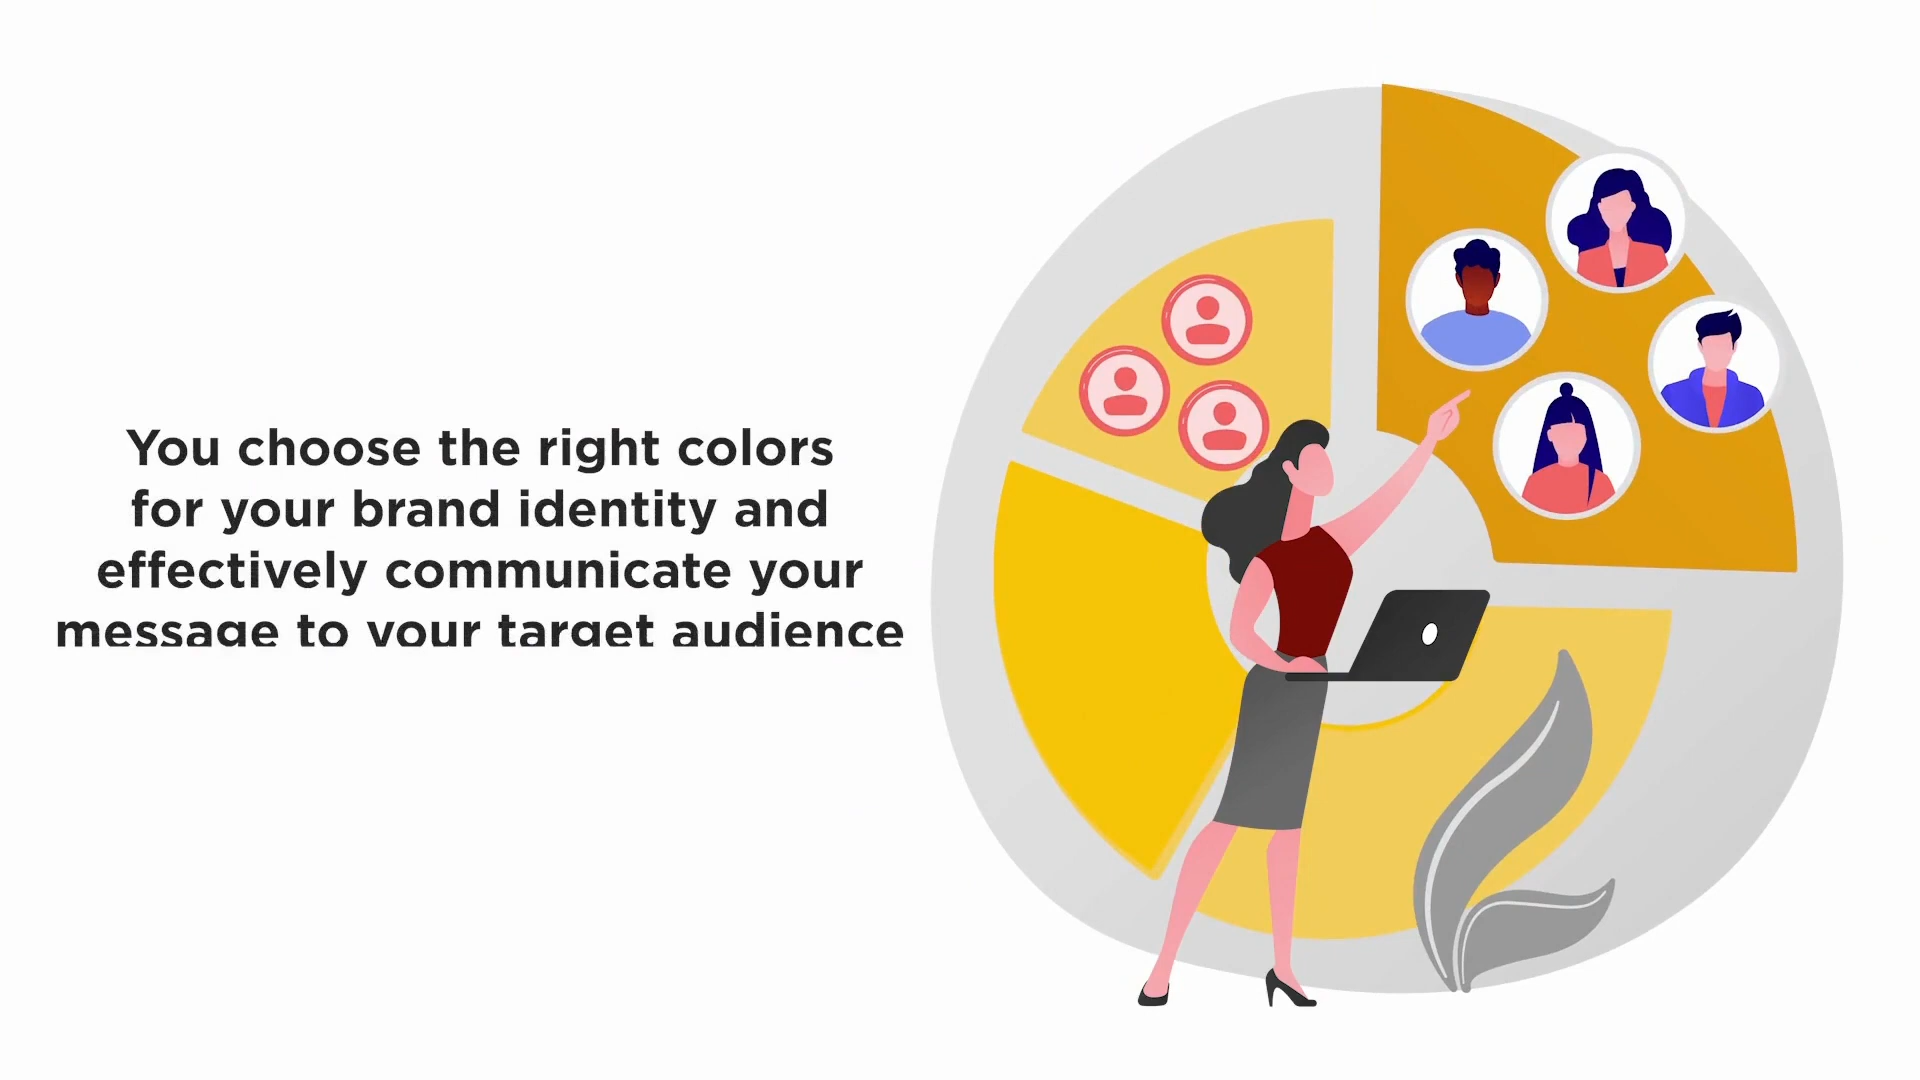 You choose the right colors
for your brand identity and
effectively communicate your
message to your target audience